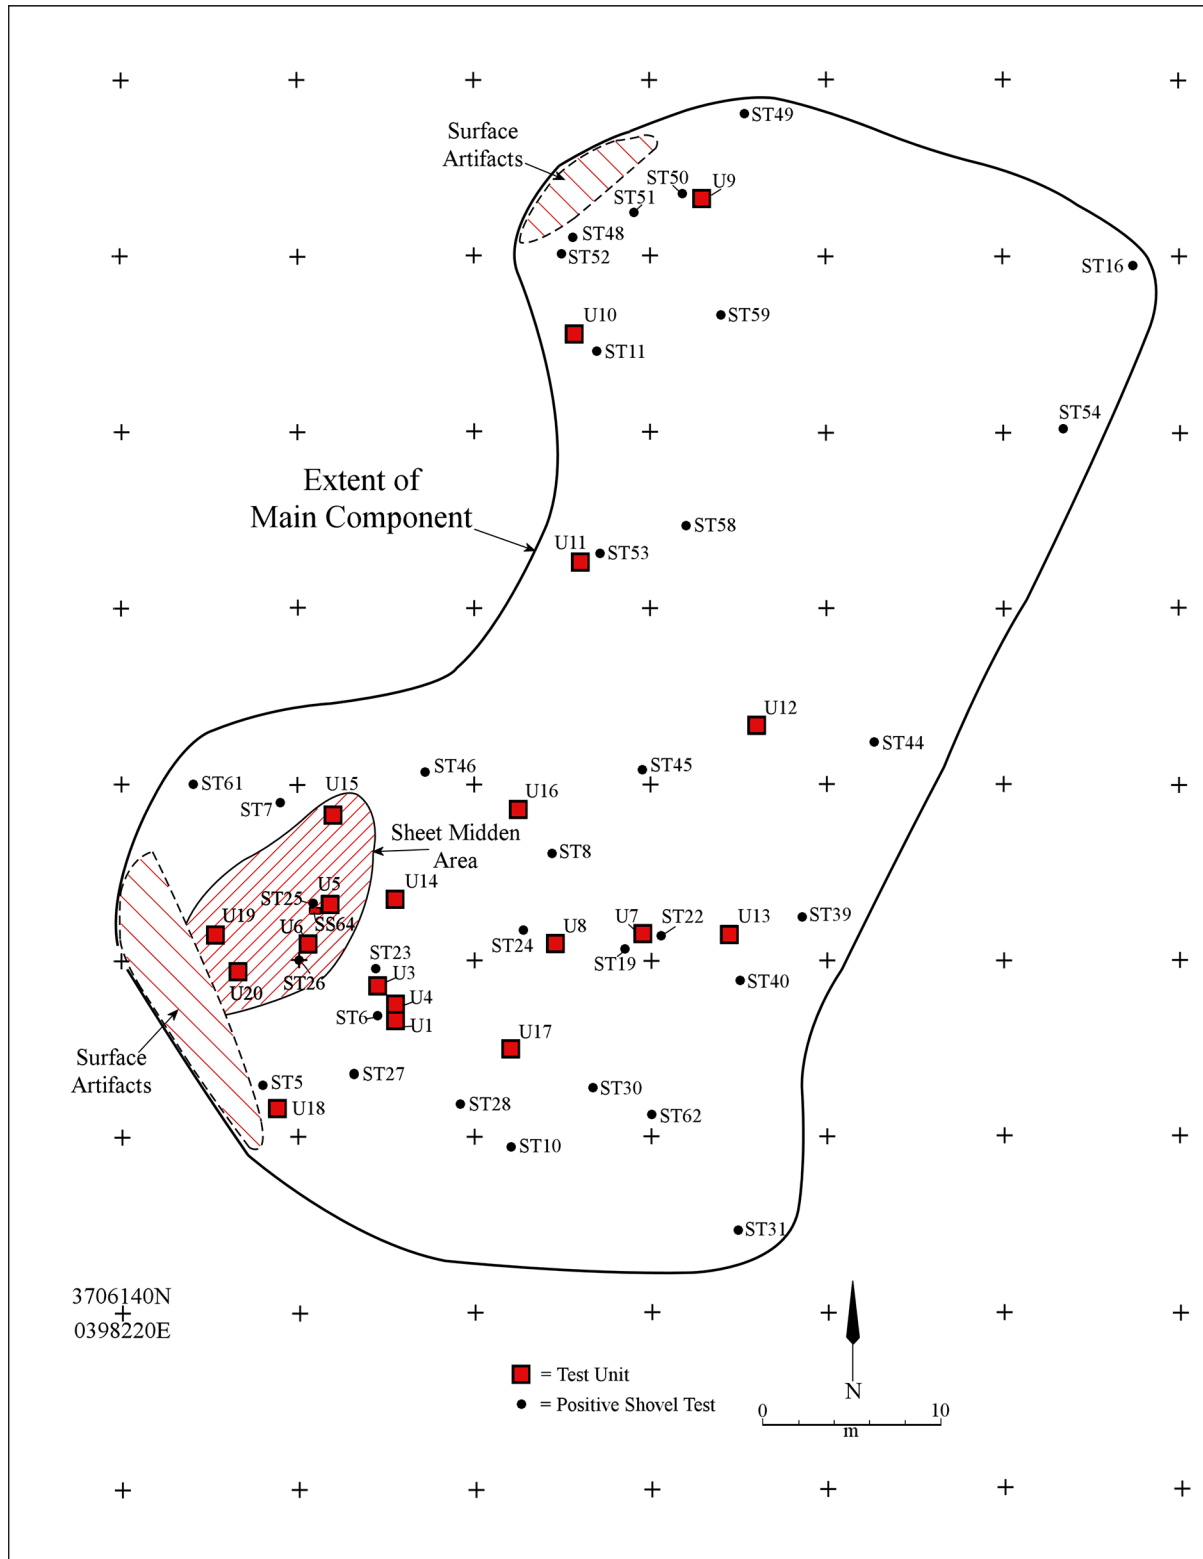 ST49
Surface
Artifacts
ST50
U9
ST51
ST48
ST52
ST16
U10
ST59
ST11
ST54
Extent of
Main Component
ST58
U11
ST53
U12
ST44
ST46
ST45
ST61
U15
ST7
U16
Sheet Midden
Area
ST8
U5
ST25
U14
SS64
U19
U6
U7
ST22
U13
ST39
ST24
U8
ST19
ST23
ST26
U3
U20
ST40
U4
ST6
U1
U17
Surface
Artifacts
ST5
ST27
ST30
U18
ST28
ST62
ST10
ST31
3706140N
0398220E
= Test Unit
= Positive Shovel Test
N
0 10
m